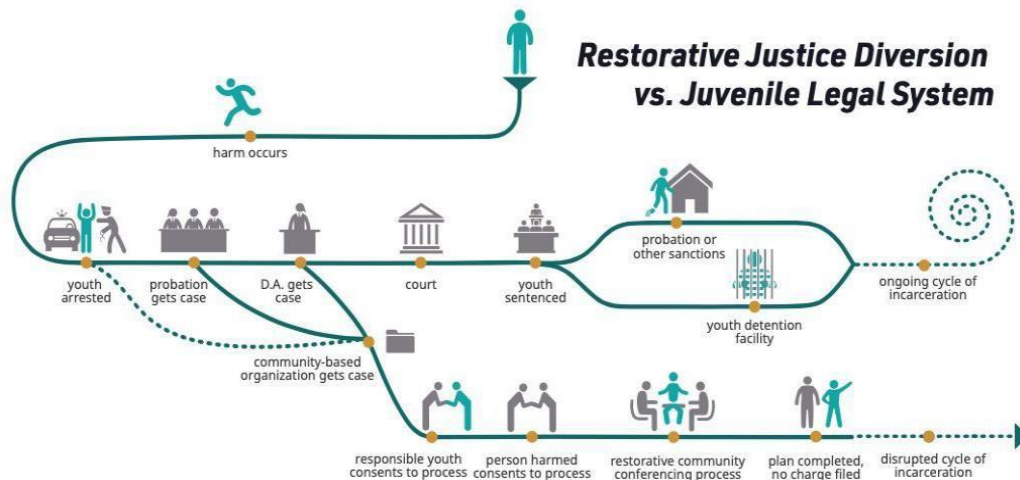 Restorative Justice Diversion
vs. Juvenile Legal System
harm occurs
youth
arrested
probation
gets case
D.A. gets
case
court
youth
sentenced
probation or
other sanctions
youth detention
facility
ongoing cycle of
incarceration
community-based
organization gets case
responsible youth
consents to process
person harmed
consents to process
restorative community
conferencing process
plan completed,
no charge filed
disrupted cycle of
incarceration